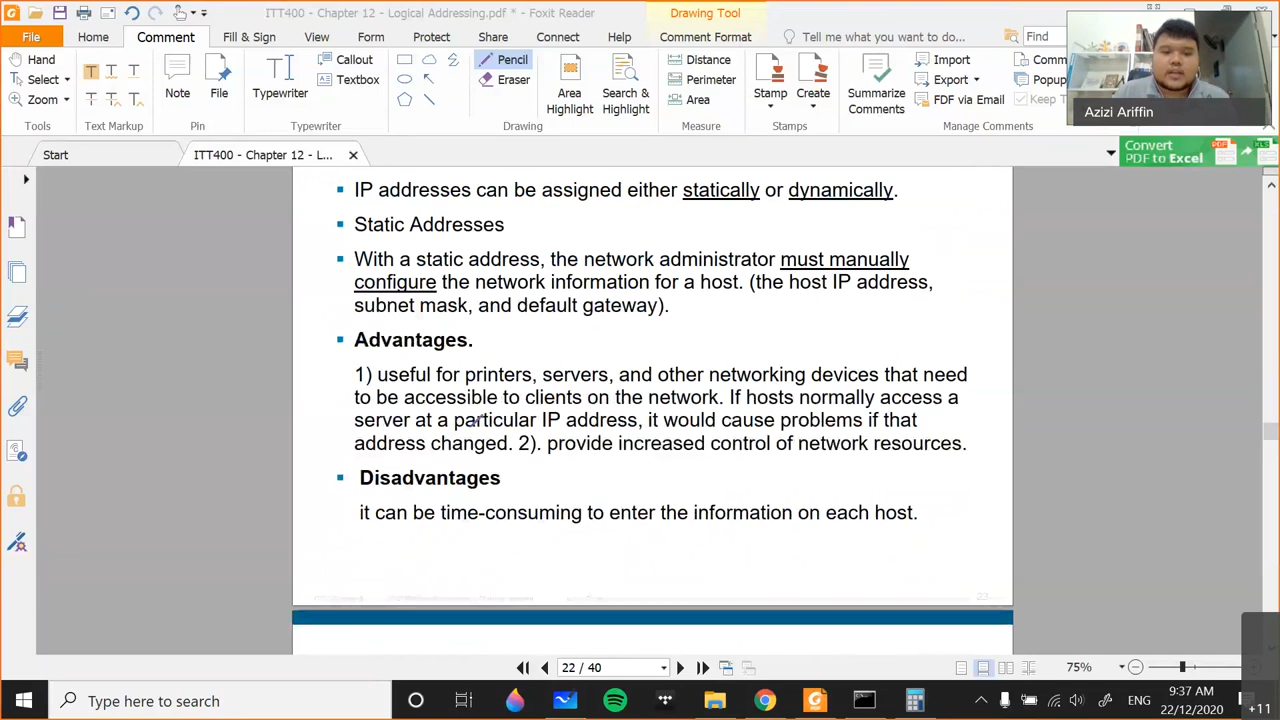 ITT400 - Chapter 12 - Logical Addressing.pdf * - Foxit Reader
Drawing Tool
File Home Comment Fill & Sign View Form Protect Share Connect Help Comment Format Tell me what you want to do... Find
Hand
Select
Zoom
Tools
Text Markup
Note
File
Pin
Typewriter
Callout
Textbox
Typewriter
Pencil
Eraser
Area Highlight
Search & Highlight
Drawing
Distance
Perimeter
Area
Measure
Stamp
Create
Stamps
Summarize Comments
Import
Export
FDF via Email
Comm
Popup
Keep T
Manage Comments
Azizi Ariffin
Start
ITT400 - Chapter 12 - L...
Convert
PDF to Excel
IP addresses can be assigned either statically or dynamically.
Static Addresses
With a static address, the network administrator must manually
configure the network information for a host. (the host IP address,
subnet mask, and default gateway).
Advantages.
1) useful for printers, servers, and other networking devices that need
to be accessible to clients on the network. If hosts normally access a
server at a particular IP address, it would cause problems if that
address changed. 2). provide increased control of network resources.
Disadvantages
it can be time-consuming to enter the information on each host.
22 / 40
75%
Type here to search
ENG
9:37 AM
22/12/2020
+11